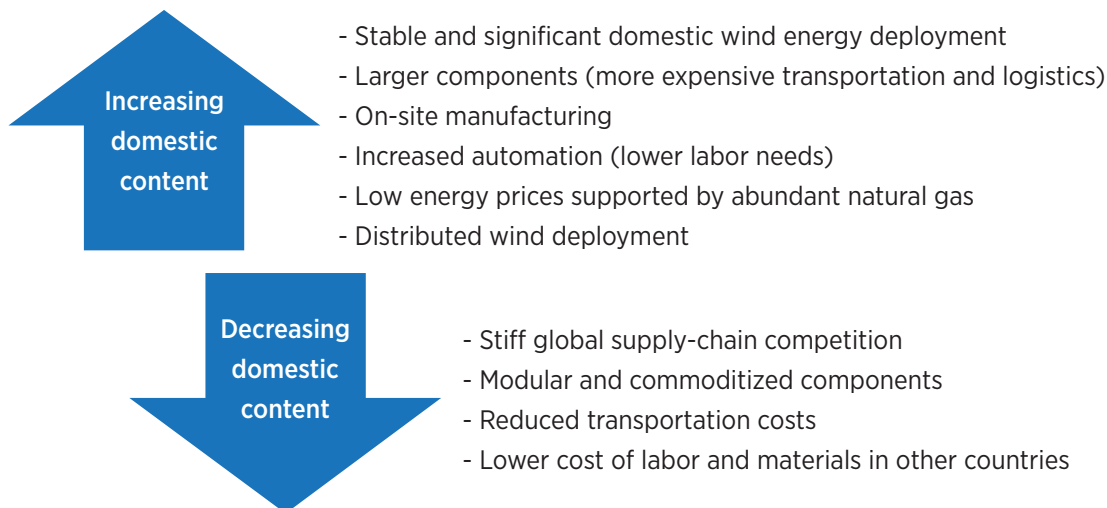 Increasing
domestic
content
- Stable and significant domestic wind energy deployment
- Larger components (more expensive transportation and logistics)
- On-site manufacturing
- Increased automation (lower labor needs)
- Low energy prices supported by abundant natural gas
- Distributed wind deployment
Decreasing
domestic
content
- Stiff global supply-chain competition
- Modular and commoditized components
- Reduced transportation costs
- Lower cost of labor and materials in other countries